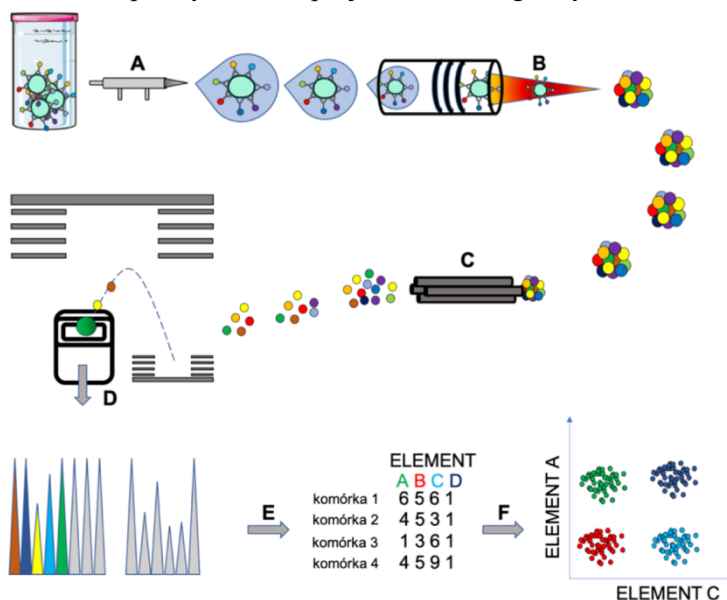 A
B
C
D
E
F
ELEMENT
A B C D
komórka 1 6 5 6 1
komórka 2 4 5 3 1
komórka 3 1 3 6 1
komórka 4 4 5 9 1
ELEMENT A
ELEMENT C